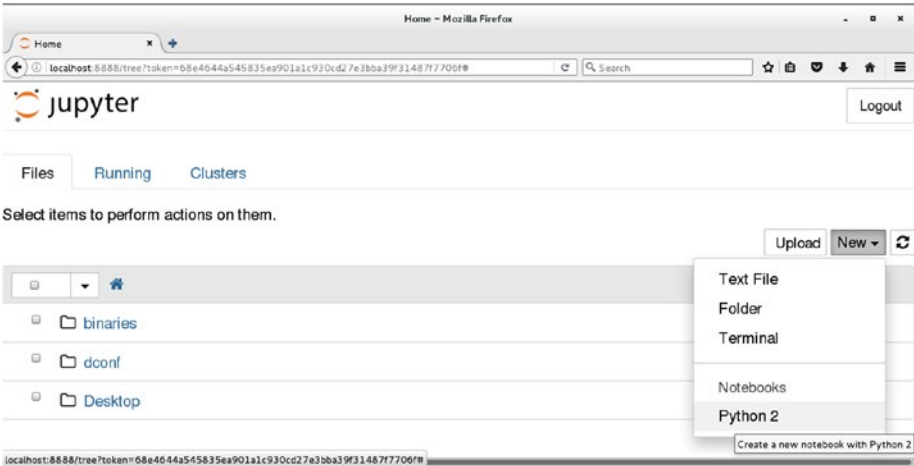 Home - Mozilla Firefox
Home
localhost:8888/tree?token=68e4644a545835ea901a1c930cd27e3bba39f31487f7706f#
Search
jupyter
Logout
Files Running Clusters
Select items to perform actions on them.
Upload New
Text File
Folder
Terminal
binaries
dconf
Desktop
Notebooks
Python 2
Create a new notebook with Python 2
localhost:8888/tree?token=68e4644a545835ea901a1c930cd27e3bba39f31487f7706f#